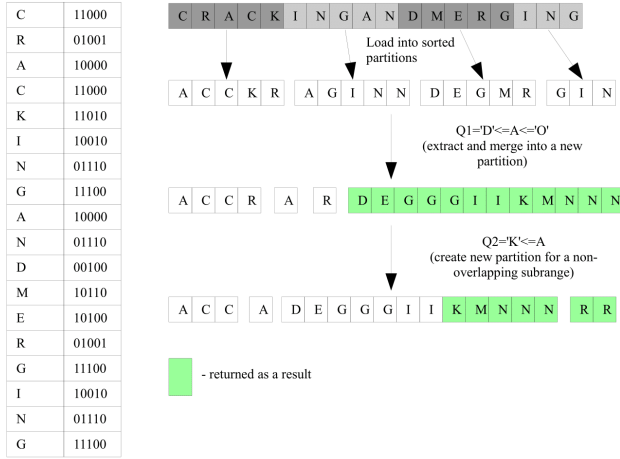 C 11000
R 01001
A 10000
C 11000
K 11010
I 10010
N 01110
G 11100
A 10000
N 01110
D 00100
M 10110
E 10100
R 01001
G 11100
I 10010
N 01110
G 11100
C R A C K I N G A N D M E R G I N G
Load into sorted
partitions
A C C K R A G I N N D E G M R G I N
Q1='D'<=A<='O'
(extract and merge into a new
partition)
A C C R A R D E G G G I I K M N N N
Q2='K'<=A
(create new partition for a non-
overlapping subrange)
A C C A D E G G G I I K M N N N R R
- returned as a result